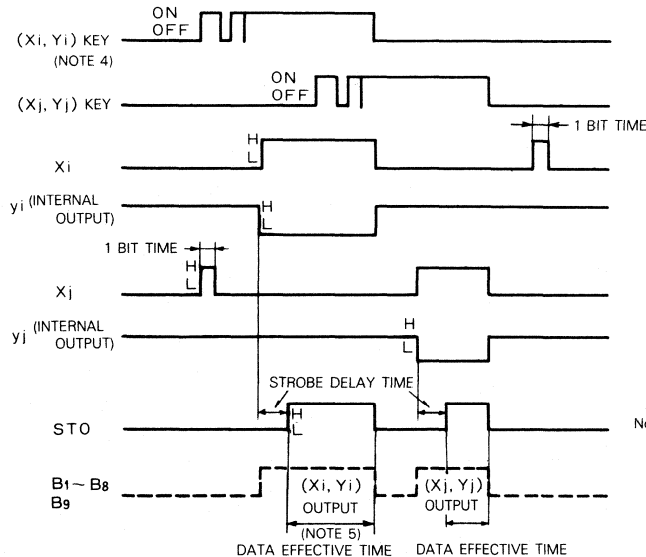 ON
OFF
(Xi, Yi) KEY
(NOTE 4)
ON
OFF
(Xj, Yj) KEY
1 BIT TIME
H
L
Xi
yi (INTERNAL
OUTPUT)
H
L
1 BIT TIME
H
L
Xj
yj (INTERNAL
OUTPUT)
H
L
STROBE DELAY TIME
H
L
STO
No
B1~B8
B9
(Xi, Yi)
OUTPUT
(Xj, Yj)
OUTPUT
(NOTE 5)
DATA EFFECTIVE TIME
DATA EFFECTIVE TIME